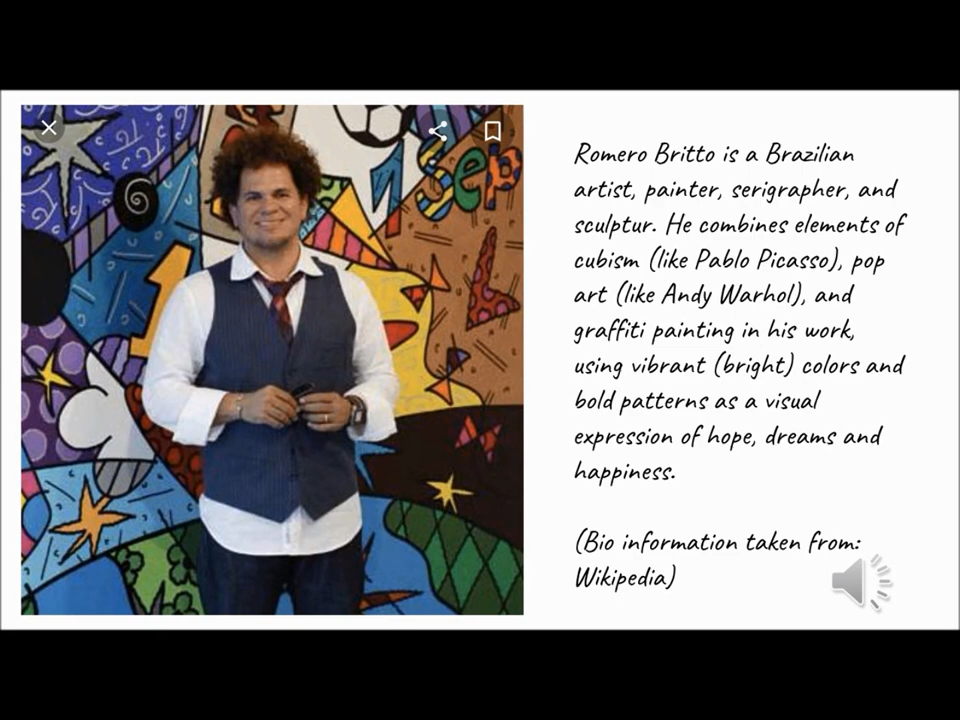 Sep
1
Romero Britto is a Brazilian
artist, painter, serigrapher, and
sculptur. He combines elements of
cubism (like Pablo Picasso), pop
art (like Andy Warhol), and
graffiti painting in his work,
using vibrant (bright) colors and
bold patterns as a visual
expression of hope, dreams and
happiness.
(Bio information taken from:
Wikipedia)